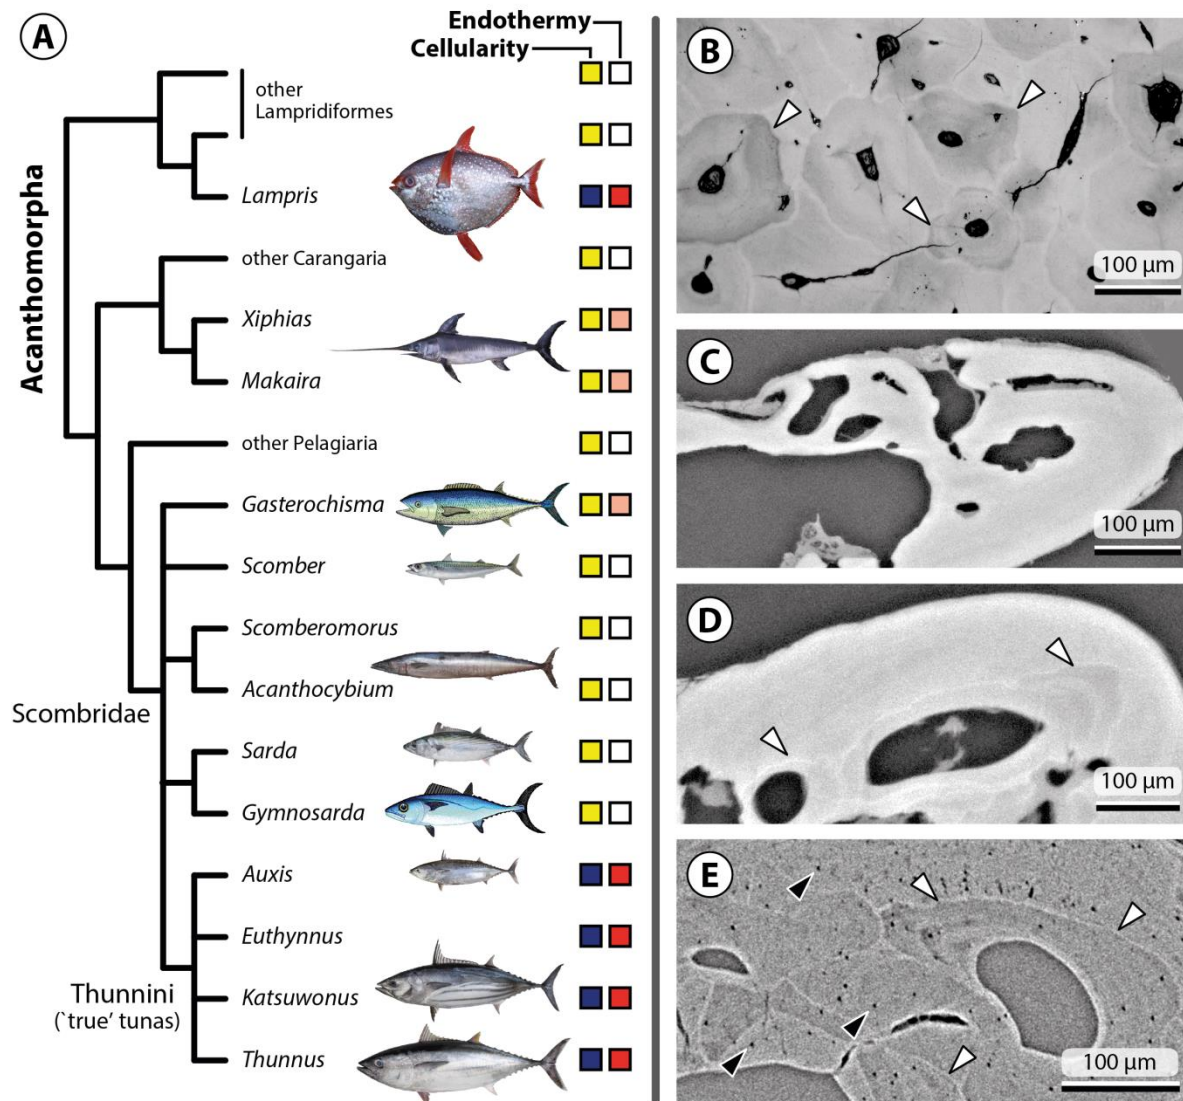 A
Endothermy
Cellularity
other
Lampridiformes
Lampris
Acanthomorpha
other Carangaria
Xiphias
Makaira
other Pelagiaria
Gasterochisma
Scomber
Scomberomorus
Acanthocybium
Scombridae
Sarda
Gymnosarda
Auxis
Euthynnus
Thunnini
(`true’ tunas)
Katsuwonus
Thunnus
B
100 µm
C
100 µm
D
100 µm
E
100 µm